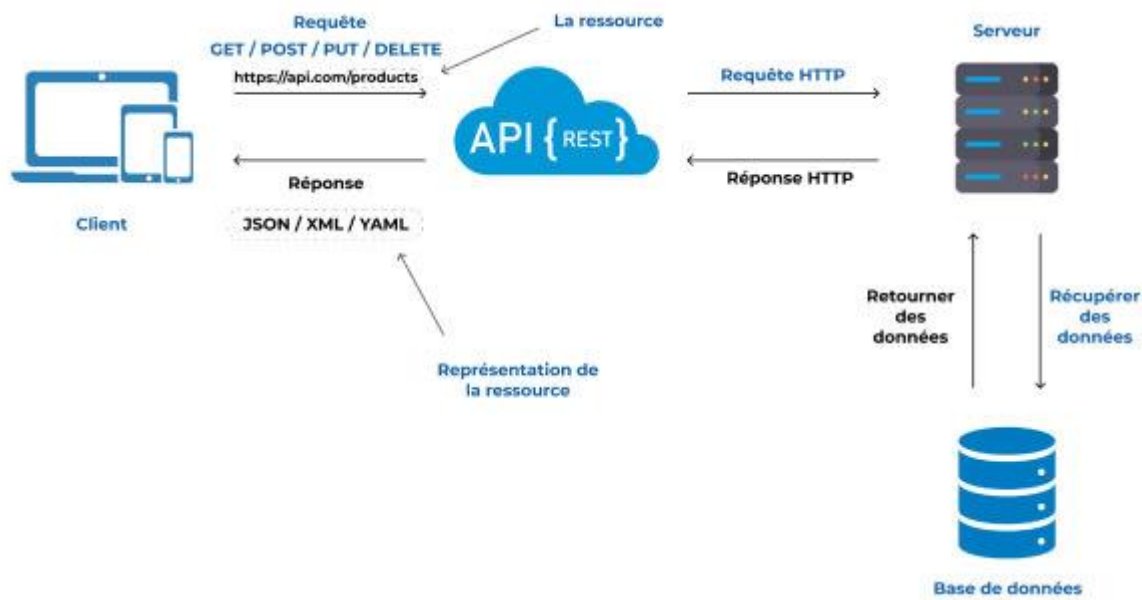 Requête
GET / POST / PUT / DELETE
https://api.com/products
La ressource
Serveur
Requête HTTP
API { REST }
Réponse
JSON / XML / YAML
Réponse HTTP
Client
Retourner
des
données
Récupérer
des
données
Représentation de
la ressource
Base de données